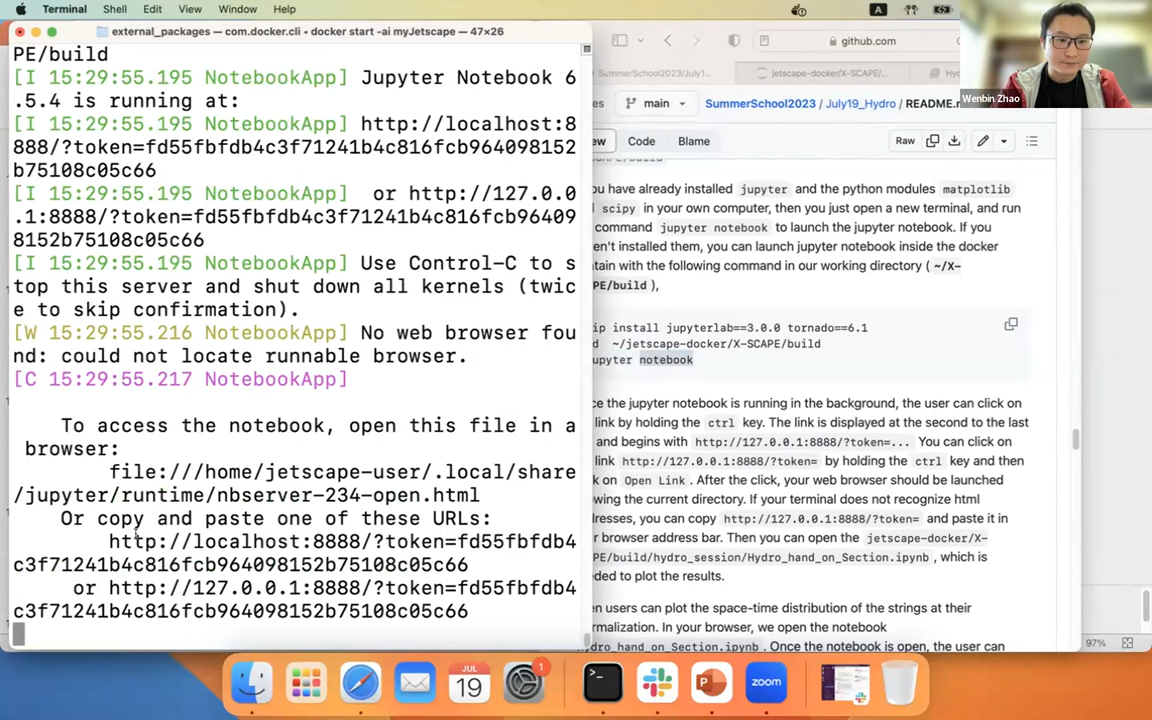 Terminal Shell Edit View Window Help
A
external_packages — com.docker.cli • docker start -ai myJetscape — 47×26
PE/build
[I 15:29:55.195 NotebookApp] Jupyter Notebook 6
.5.4 is running at:
[I 15:29:55.195 NotebookApp] http://localhost:8
888/?token=fd55fbfdb4c3f71241b4c816fcb964098152
b75108c05c66
[I 15:29:55.195 NotebookApp]  or http://127.0.0
.1:8888/?token=fd55fbfdb4c3f71241b4c816fcb96409
8152b75108c05c66
[I 15:29:55.195 NotebookApp] Use Control-C to s
top this server and shut down all kernels (twic
e to skip confirmation).
[W 15:29:55.216 NotebookApp] No web browser fou
nd: could not locate runnable browser.
[C 15:29:55.217 NotebookApp]
To access the notebook, open this file in a
browser:
file:///home/jetscape-user/.local/share
/jupyter/runtime/nbserver-234-open.html
Or copy and paste one of these URLs:
http://localhost:8888/?token=fd55fbfdb4
c3f71241b4c816fcb964098152b75108c05c66
or http://127.0.0.1:8888/?token=fd55fbfdb4
c3f71241b4c816fcb964098152b75108c05c66
github.com
SummerSchool2023/July1...
jetscape-docker/X-SCAPE/...
Hy
es main SummerSchool2023 / July19_Hydro / README.m
ew Code Blame Raw
SCAPE/build
ou have already installed jupyter and the python modules matplotlib
scipy in your own computer, then you just open a new terminal, and run
command jupyter notebook to launch the jupyter notebook. If you
en't installed them, you can launch jupyter notebook inside the docker
tain with the following command in our working directory ( ~/X-
PE/build ),
ip install jupyterlab==3.0.0 tornado==6.1
d ~/jetscape-docker/X-SCAPE/build
upyter notebook
ce the jupyter notebook is running in the background, the user can click on
link by holding the ctrl key. The link is displayed at the second to the last
and begins with http://127.0.0.1:8888/?token=... You can click on
link http://127.0.0.1:8888/?token= by holding the ctrl key and then
k on Open Link . After the click, your web browser should be launched
wing the current directory. If your terminal does not recognize html
dresses, you can copy http://127.0.0.1:8888/?token= and paste it in
r browser address bar. Then you can open the jetscape-docker/X-
PE/build/hydro_session/Hydro_hand_on_Section.ipynb , which is
eded to plot the results.
en users can plot the space-time distribution of the strings at their
rmalization. In your browser, we open the notebook
ydro_hand_on_Section.ipynb . Once the notebook is open, the user can
Wenbin Zhao
97%
JUL
19
1
zoom